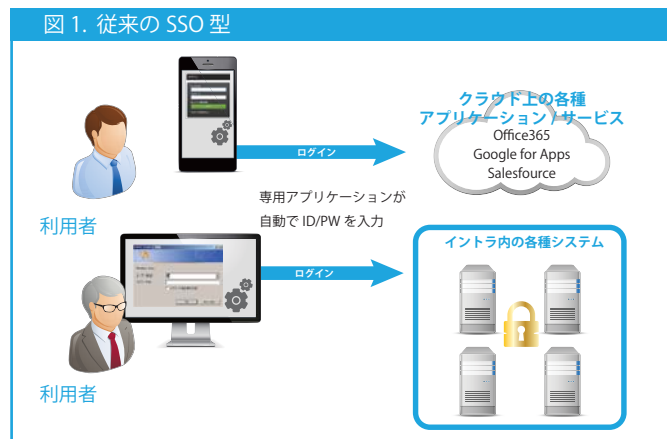 図 1. 従来の SSO 型
クラウド上の各種
アプリケーション / サービス
Office365
Google for Apps
Salesfource
ログイン
専用アプリケーションが
自動で ID/PW を入力
利用者
イントラ内の各種システム
ログイン
利用者